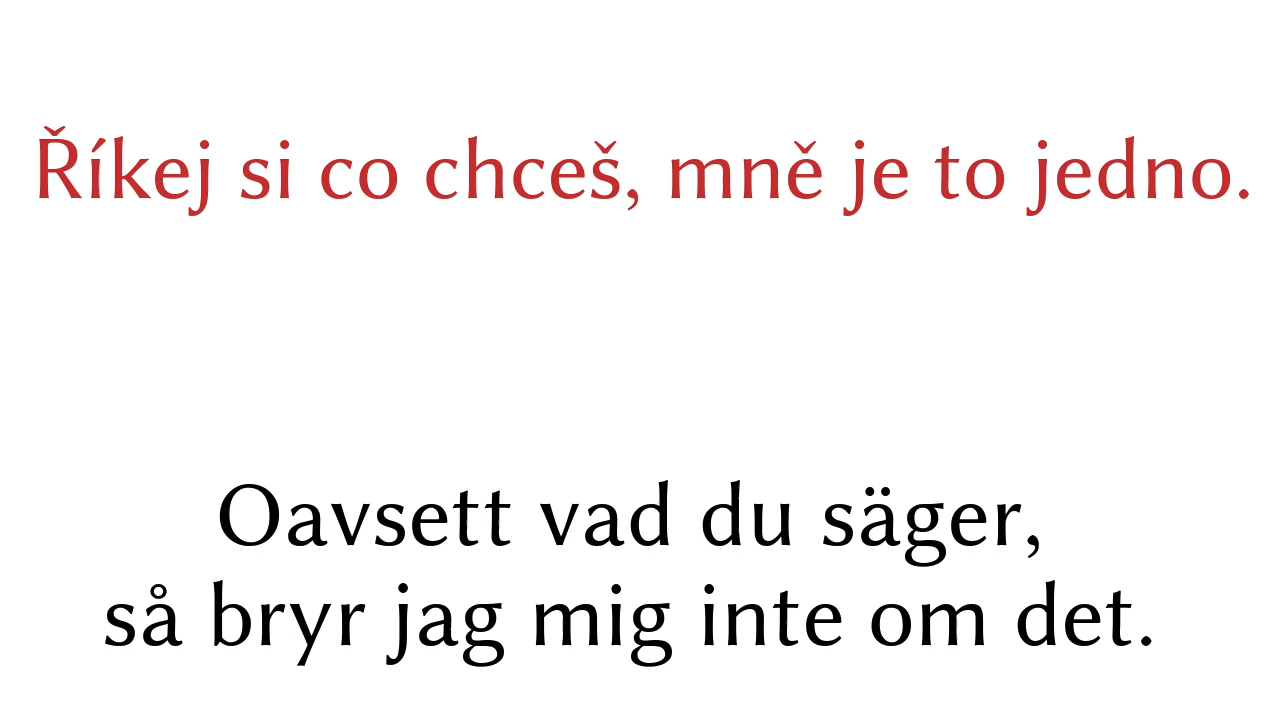 Říkej si co chceš, mně je to jedno.
Oavsett vad du säger,
så bryr jag mig inte om det.